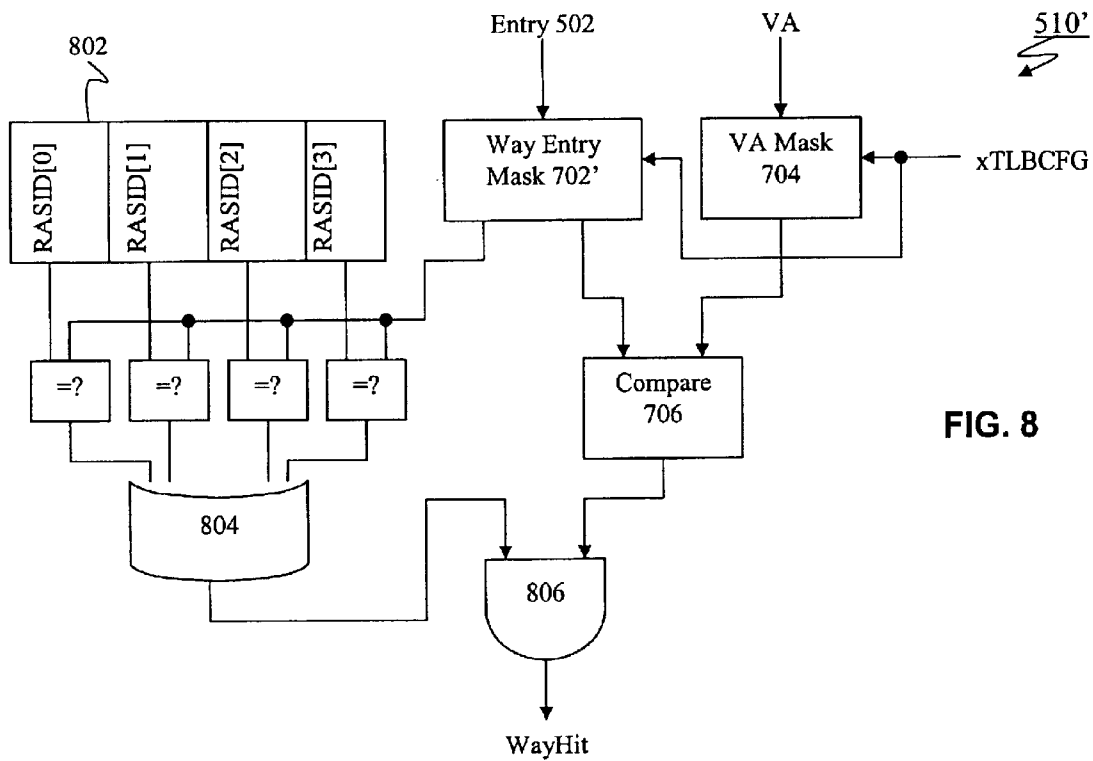 Entry 502
VA
510'
802
RASID[0]
RASID[1]
RASID[2]
RASID[3]
Way Entry
Mask 702'
VA Mask
704
xTLBCFG
=?
=?
=?
=?
Compare
706
FIG. 8
804
806
WayHit